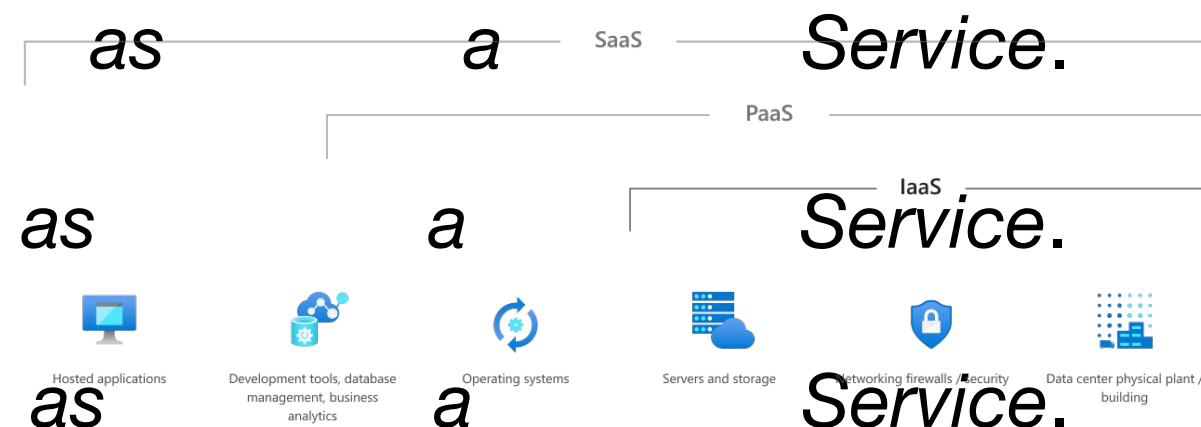 as a Service.
SaaS
PaaS
IaaS
as a Service.
Hosted applications
Development tools, database
management, business
analytics
Operating systems
Servers and storage
Networking firewalls / security
Data center physical plant /
building
as a Service.